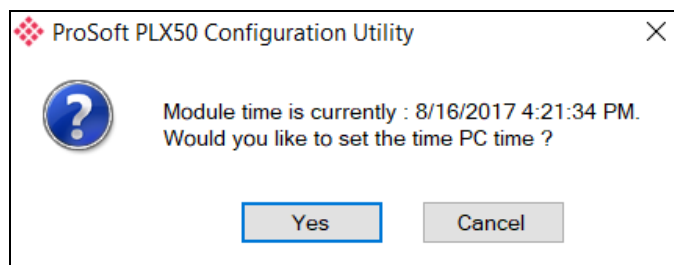 ProSoft PLX50 Configuration Utility
Module time is currently : 8/16/2017 4:21:34 PM.
Would you like to set the time PC time ?
Yes
Cancel